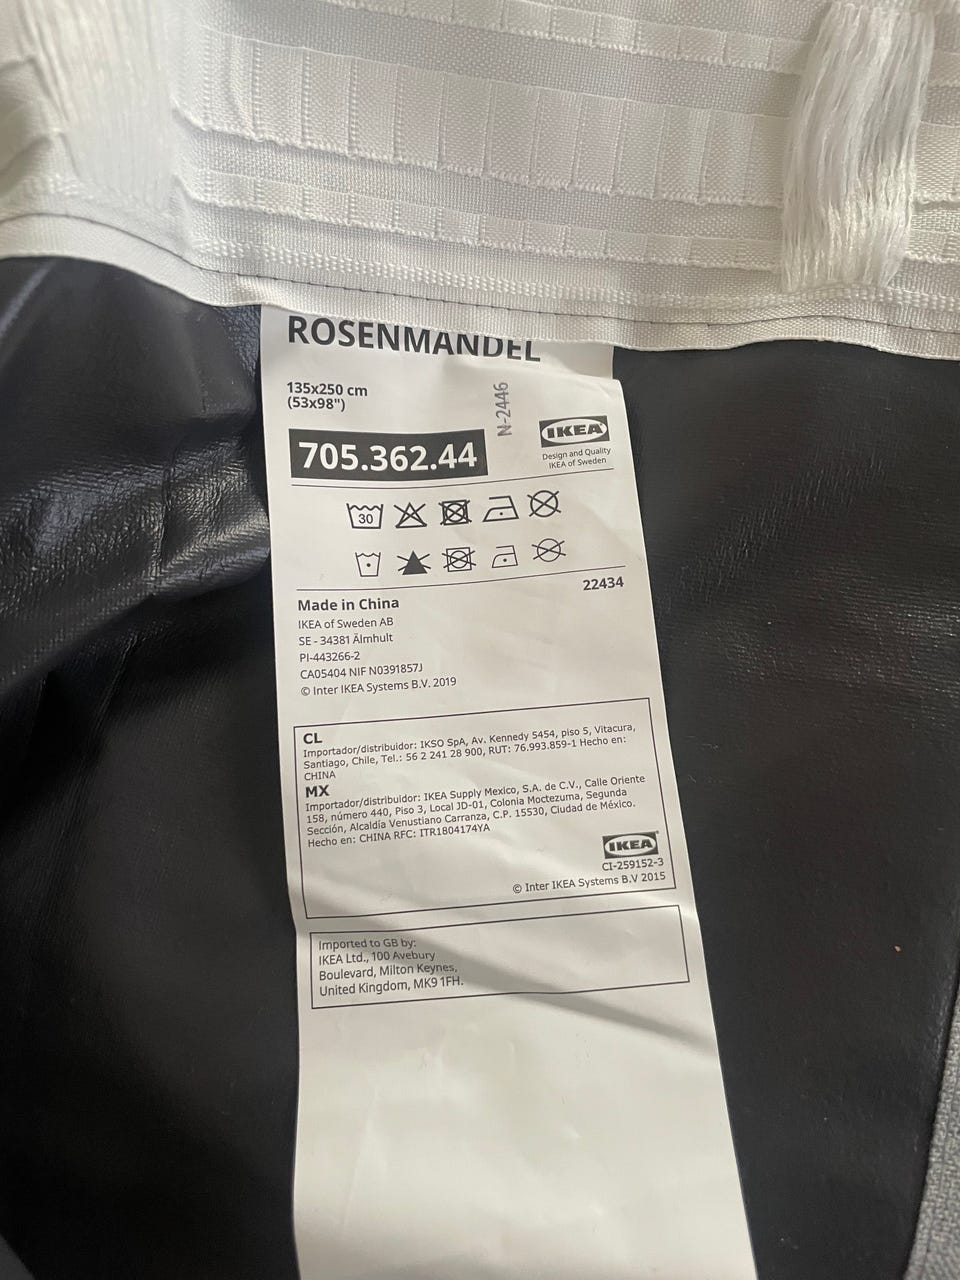 ROSENMANDEL
135x250 cm
(53x98")
N-2446
705.362.44
IKEA
Design and Quality
IKEA of Sweden
30
22434
Made in China
IKEA of Sweden AB
SE - 34381 Älmhult
PI-443266-2
CA05404 NIF N0391857J
© Inter IKEA Systems B.V. 2019
CL
Importador/distribuidor: IKSO SpA, Av. Kennedy 5454, piso 5, Vitacura,
Santiago, Chile, Tel.: 56 2 241 28 900, RUT: 76.993.859-1 Hecho en:
CHINA
MX
Importador/distribuidor: IKEA Supply Mexico, S.A. de C.V., Calle Oriente
158, número 440, Piso 3, Local JD-01, Colonia Moctezuma, Segunda
Sección, Alcaldía Venustiano Carranza, C.P. 15530, Ciudad de México.
Hecho en: CHINA RFC: ITR1804174YA
IKEA
CI-259152-3
© Inter IKEA Systems B.V 2015
Imported to GB by:
IKEA Ltd., 100 Avebury
Boulevard, Milton Keynes,
United Kingdom, MK9 1FH.